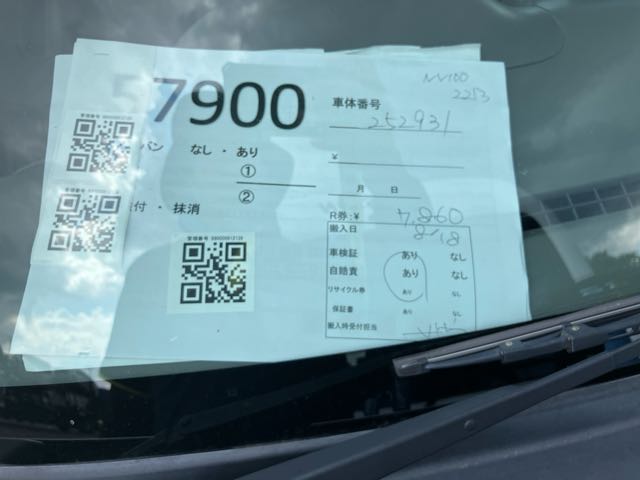 7900
NV100
2253
車体番号
252931
バン なし ・ あり
¥
①
②
月 日
付 ・ 抹消
R券:¥ 7,860
搬入日 8/18
車検証 あり なし
自賠責 あり なし
リサイクル券 あり なし
保証書 あり なし
搬入時受付担当